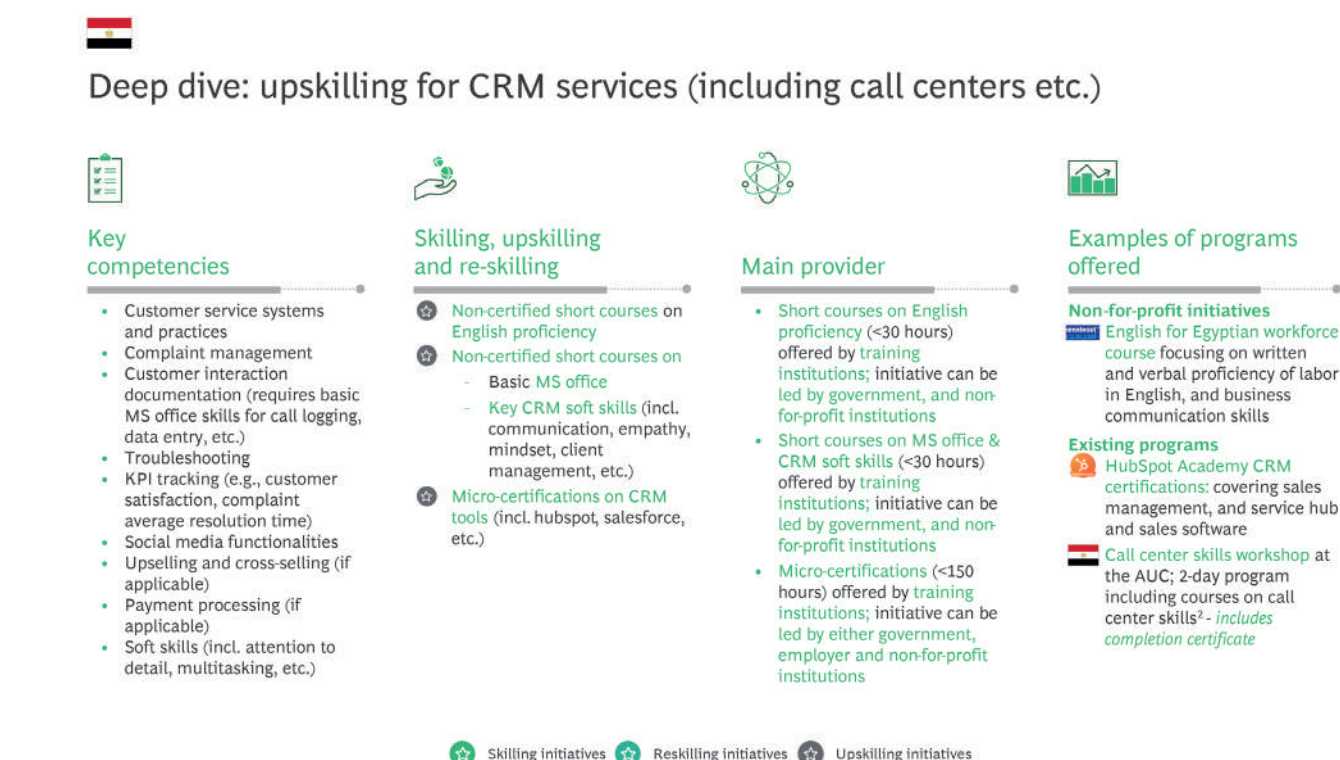 Deep dive: upskilling for CRM services (including call centers etc.)
Key
competencies
• Customer service systems
and practices
• Complaint management
• Customer interaction
documentation (requires basic
MS office skills for call logging,
data entry, etc.)
• Troubleshooting
• KPI tracking (e.g., customer
satisfaction, complaint
average resolution time)
• Social media functionalities
• Upselling and cross-selling (if
applicable)
• Payment processing (if
applicable)
• Soft skills (incl. attention to
detail, multitasking, etc.)
Skilling, upskilling
and re-skilling
Non-certified short courses on
English proficiency
Non-certified short courses on
- Basic MS office
- Key CRM soft skills (incl.
communication, empathy,
mindset, client
management, etc.)
Micro-certifications on CRM
tools (incl. hubspot, salesforce,
etc.)
Main provider
• Short courses on English
proficiency (<30 hours)
offered by training
institutions; initiative can be
led by government, and non-
for-profit institutions
• Short courses on MS office &
CRM soft skills (<30 hours)
offered by training
institutions; initiative can be
led by government, and non-
for-profit institutions
• Micro-certifications (<150
hours) offered by training
institutions; initiative can be
led by either government,
employer and non-for-profit
institutions
Examples of programs
offered
Non-for-profit initiatives
English for Egyptian workforce
course focusing on written
and verbal proficiency of labor
in English, and business
communication skills
Existing programs
HubSpot Academy CRM
certifications: covering sales
management, and service hub
and sales software
Call center skills workshop at
the AUC; 2-day program
including courses on call
center skills² - includes
completion certificate
Skilling initiatives Reskilling initiatives Upskilling initiatives